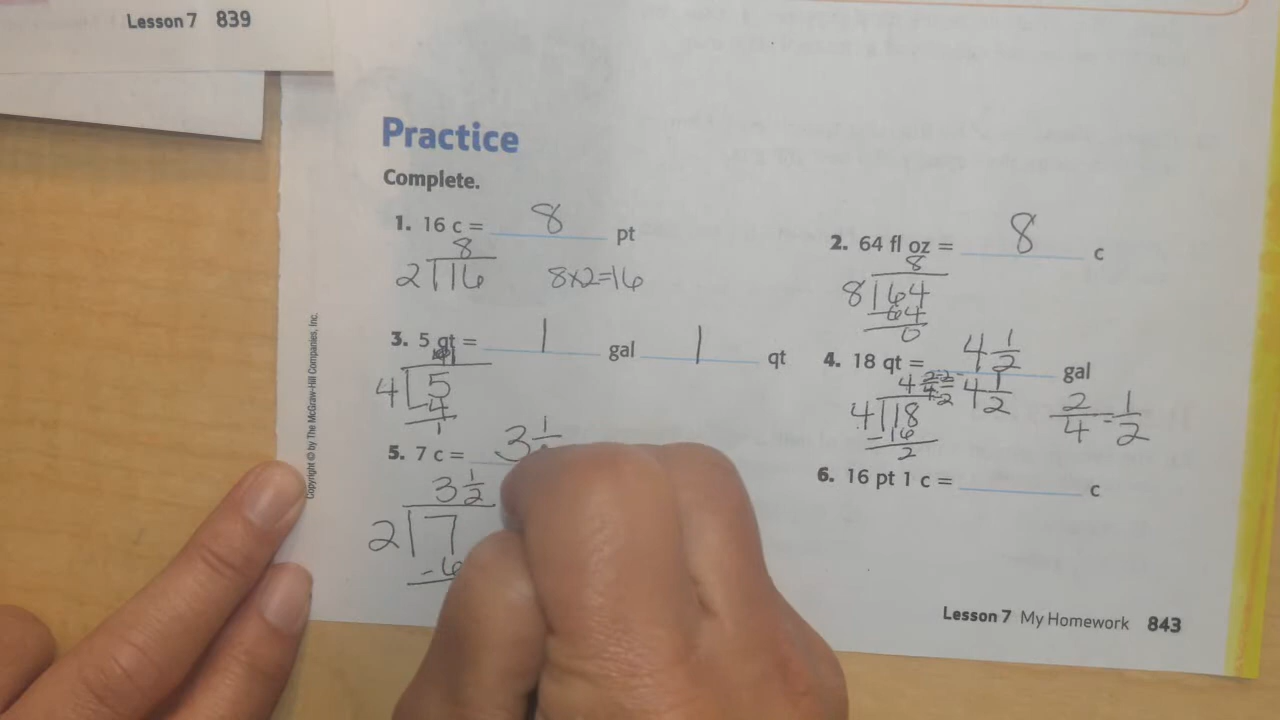 Lesson 7 839
Practice
Complete.
1. 16 c = 8 pt
8
2 16
8x2=16
2. 64 fl oz = 8 c
8
8 64
64
0
3. 5 qt = 1 gal 1 qt
4 5
4
1
4. 18 qt = 4 1/2 gal
4 1/2
4 18
-16
2
2/4 = 1/2
5. 7 c = 3
3 1/2
2 7
-6
6. 16 pt 1 c = c
Copyright © by The McGraw-Hill Companies, Inc.
Lesson 7 My Homework 843